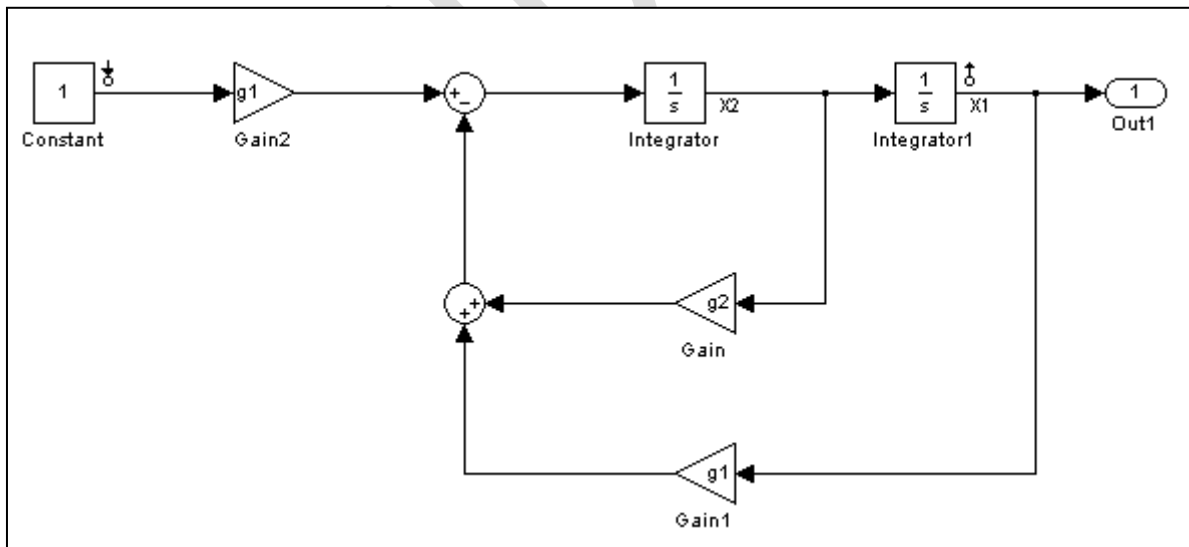 1
Constant
g1
Gain2
+
−
1
s
X2
Integrator
1
s
X1
Integrator1
1
Out1
+
+
g2
Gain
g1
Gain1